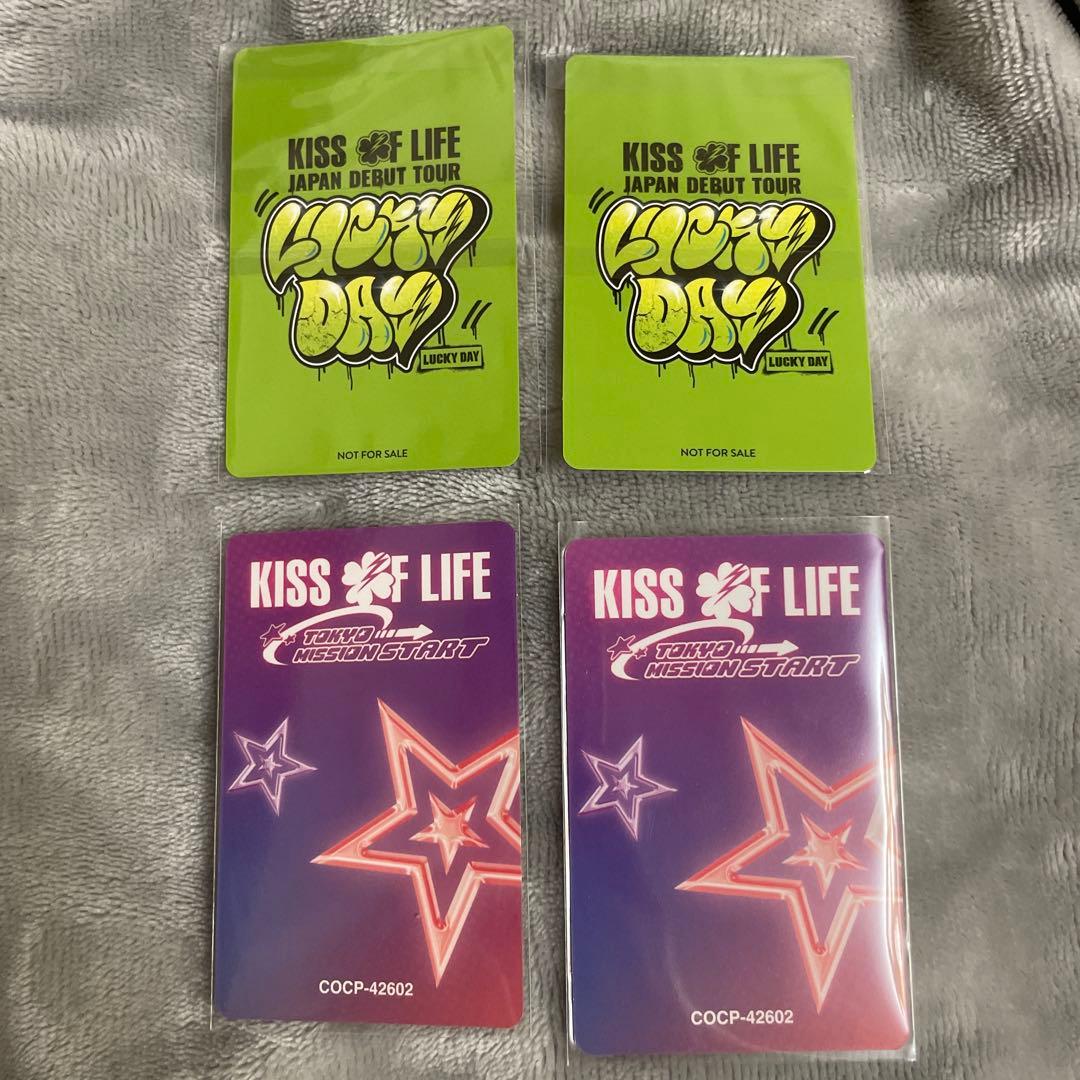 KISS OF LIFE
JAPAN DEBUT TOUR
LUCKY
DAY
LUCKY DAY
NOT FOR SALE
KISS OF LIFE
JAPAN DEBUT TOUR
LUCKY
DAY
LUCKY DAY
NOT FOR SALE
KISS OF LIFE
TOKYO
MISSION START
COCP-42602
KISS OF LIFE
TOKYO
MISSION START
COCP-42602